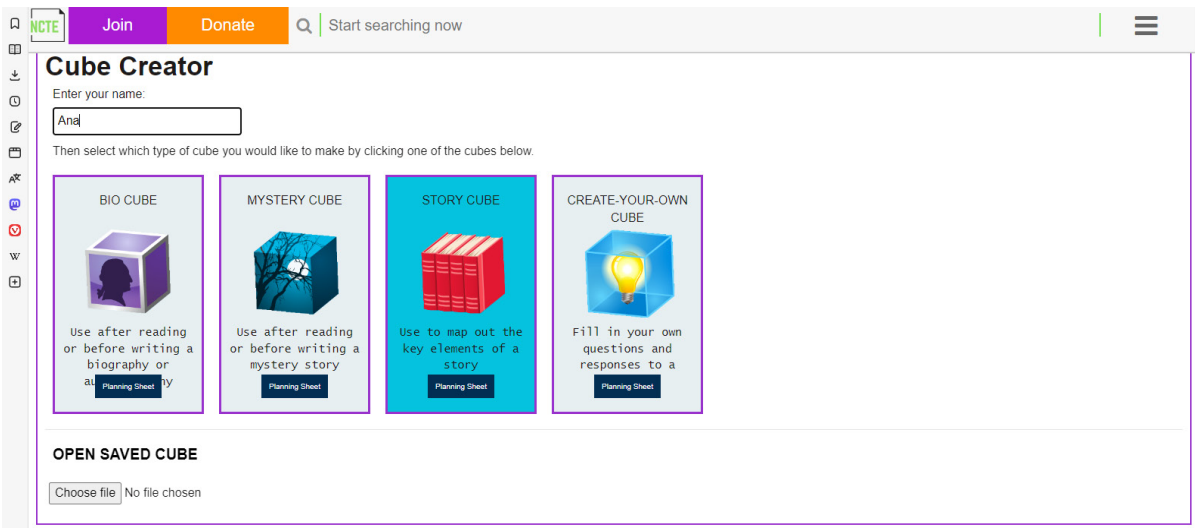 NCTE Join Donate Start searching now
Cube Creator
Enter your name:
Ana
Then select which type of cube you would like to make by clicking one of the cubes below.
BIO CUBE
Use after reading
or before writing a
biography or
Planning Sheet
MYSTERY CUBE
Use after reading
or before writing a
mystery story
Planning Sheet
STORY CUBE
Use to map out the
key elements of a
story
Planning Sheet
CREATE-YOUR-OWN
CUBE
Fill in your own
questions and
responses to a
Planning Sheet
OPEN SAVED CUBE
Choose file No file chosen